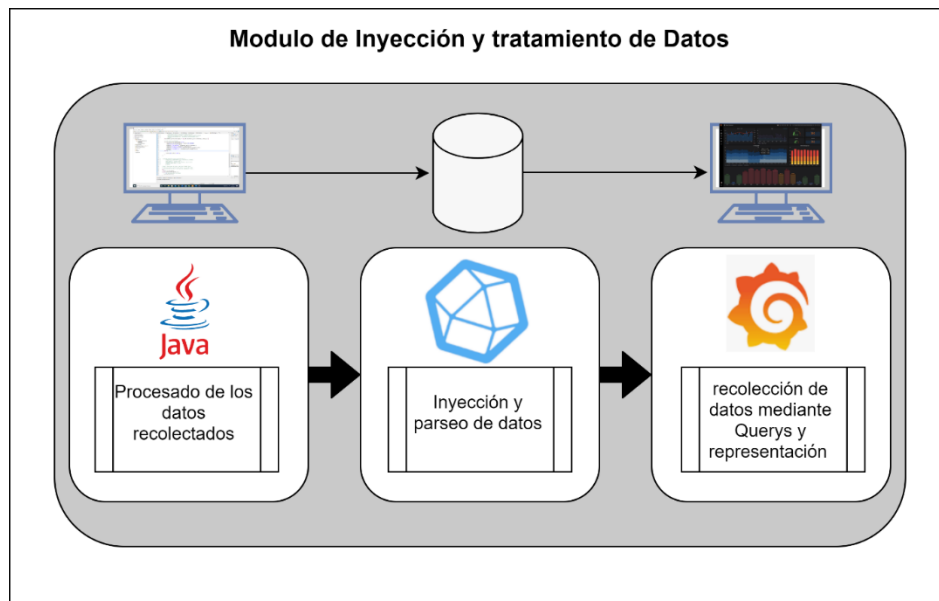 Modulo de Inyección y tratamiento de Datos
Java
Procesado de los
datos
recolectados
Inyección y
parseo de datos
recolección de
datos mediante
Querys y
representación